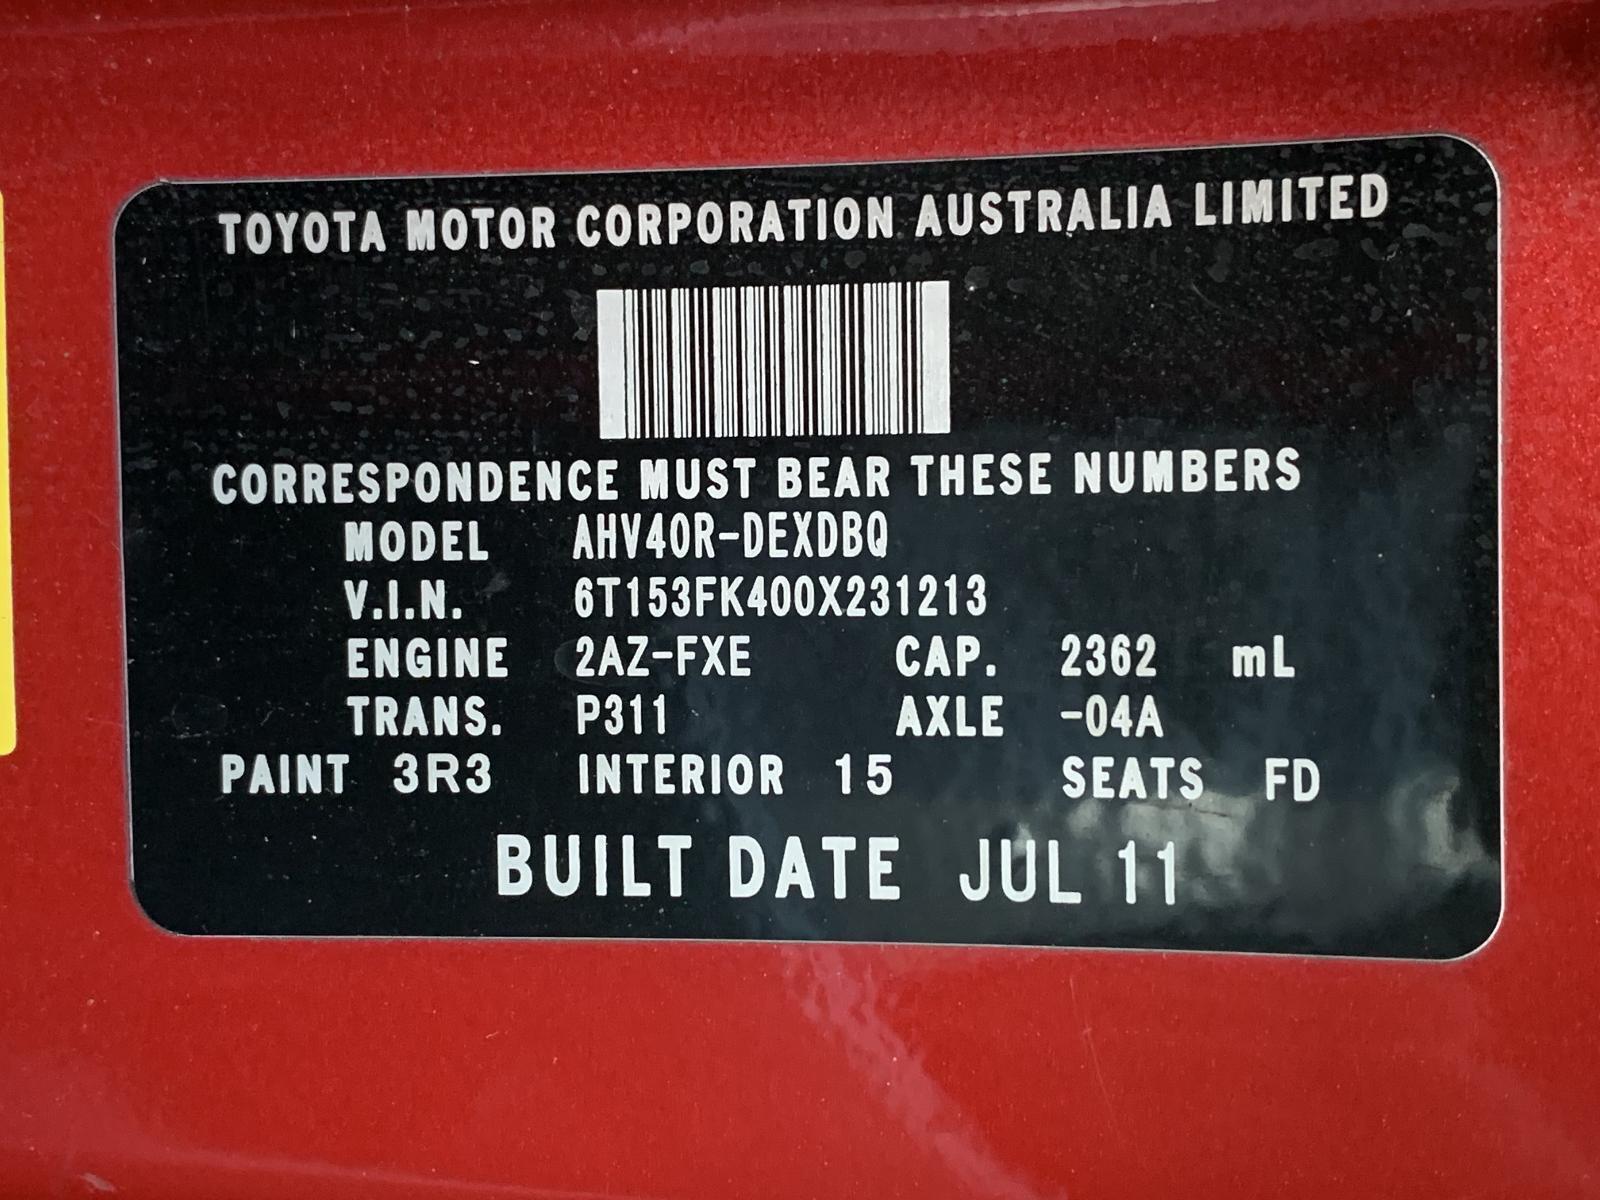 TOYOTA MOTOR CORPORATION AUSTRALIA LIMITED
CORRESPONDENCE MUST BEAR THESE NUMBERS
MODEL AHV40R-DEXDBQ
V.I.N. 6T153FK400X231213
ENGINE 2AZ-FXE CAP. 2362 mL
TRANS. P311 AXLE -04A
PAINT 3R3 INTERIOR 15 SEATS FD
BUILT DATE JUL 11